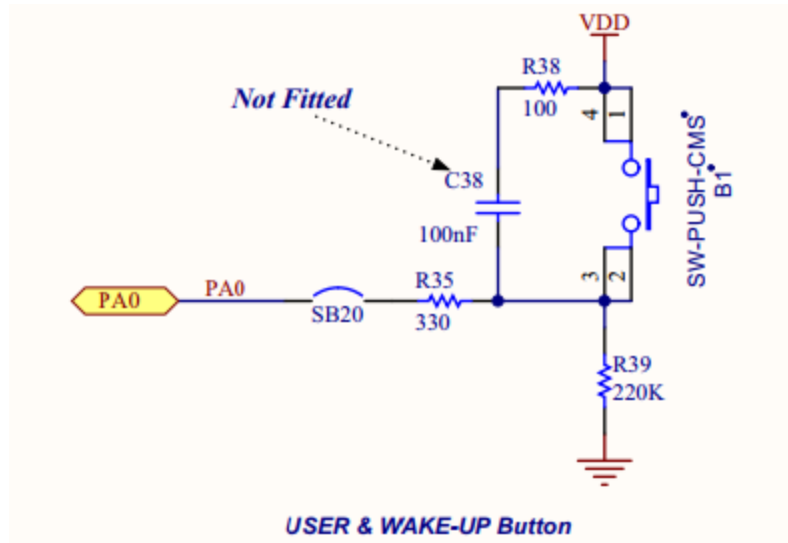 VDD
R38
100
Not Fitted
4
1
C38
100nF
SW-PUSH-CMS
B1
3
2
PA0
PA0
SB20
R35
330
R39
220K
USER & WAKE-UP Button